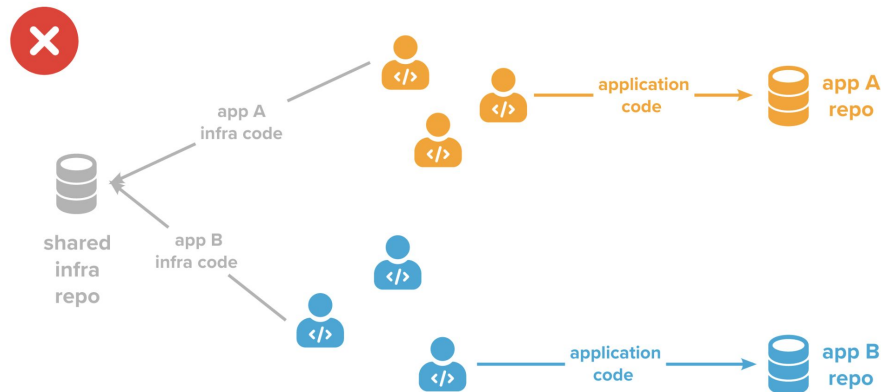 app A
infra code
application
code
app A
repo
shared
infra
repo
app B
infra code
application
code
app B
repo
</>
</>
</>
</>
</>
</>